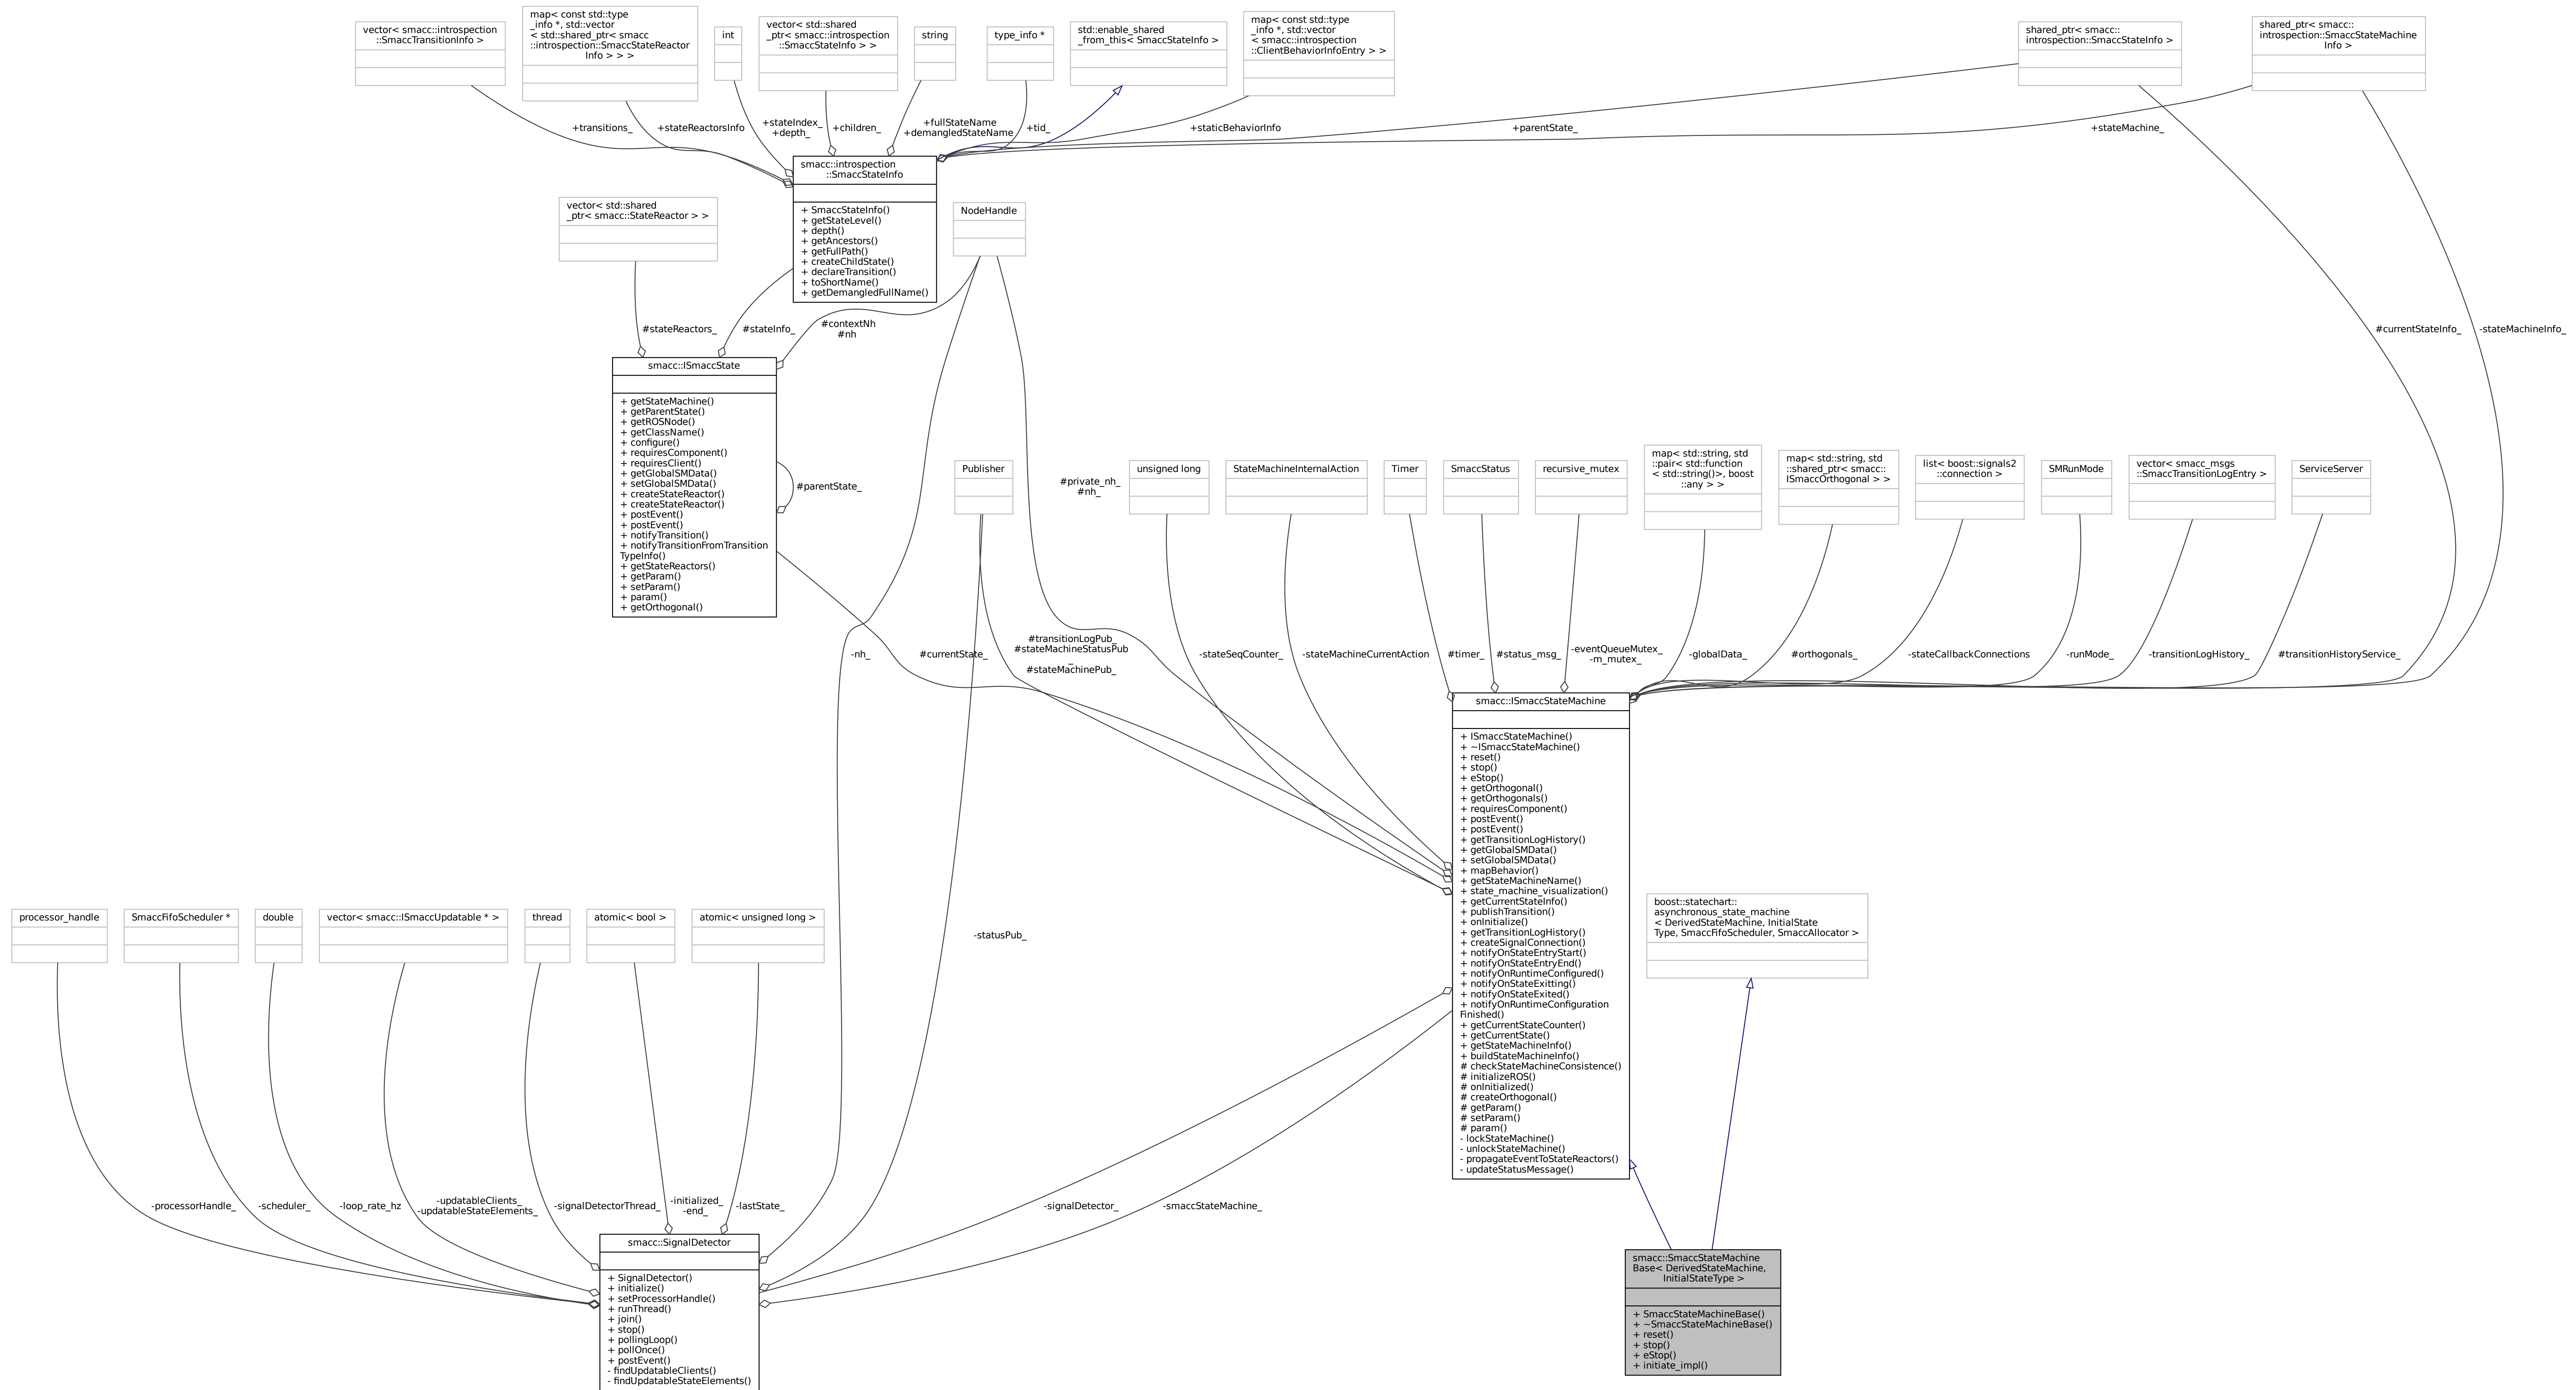 vector< smacc::introspection
::SmaccTransitionInfo >
map< const std::type
_info *, std::vector
< std::shared_ptr< smacc
::introspection::SmaccStateReactor
Info > > >
int
vector< std::shared
_ptr< smacc::introspection
::SmaccStateInfo > >
string
type_info *
std::enable_shared
_from_this< SmaccStateInfo >
map< const std::type
_info *, std::vector
< smacc::introspection
::ClientBehaviorInfoEntry > >
shared_ptr< smacc::
introspection::SmaccStateInfo >
shared_ptr< smacc::
introspection::SmaccStateMachine
Info >
+transitions_
+stateReactorsInfo
+stateIndex_
+depth_
+children_
+fullStateName
+demangledStateName
+tid_
+staticBehaviorInfo
+parentState_
+stateMachine_
smacc::introspection
::SmaccStateInfo
+ SmaccStateInfo()
+ getStateLevel()
+ depth()
+ getAncestors()
+ getFullPath()
+ createChildState()
+ declareTransition()
+ toShortName()
+ getDemangledFullName()
vector< std::shared
_ptr< smacc::StateReactor > >
NodeHandle
#stateReactors_
#stateInfo_
#contextNh
#nh
#currentStateInfo_
-stateMachineInfo_
smacc::ISmaccState
+ getStateMachine()
+ getParentState()
+ getROSNode()
+ getClassName()
+ configure()
+ requiresComponent()
+ requiresClient()
+ getGlobalSMData()
+ setGlobalSMData()
+ createStateReactor()
+ createStateReactor()
+ postEvent()
+ postEvent()
+ notifyTransition()
+ notifyTransitionFromTransition
TypeInfo()
+ getStateReactors()
+ getParam()
+ setParam()
+ param()
+ getOrthogonal()
#parentState_
Publisher
#private_nh_
#nh_
unsigned long
StateMachineInternalAction
Timer
SmaccStatus
recursive_mutex
map< std::string, std
::pair< std::function
< std::string()>, boost
::any > >
map< std::string, std
::shared_ptr< smacc::
ISmaccOrthogonal > >
list< boost::signals2
::connection >
SMRunMode
vector< smacc_msgs
::SmaccTransitionLogEntry >
ServiceServer
-nh_
#currentState_
#transitionLogPub_
#stateMachineStatusPub
_
#stateMachinePub_
-stateSeqCounter_
-stateMachineCurrentAction
#timer_
#status_msg_
-eventQueueMutex_
-m_mutex_
-globalData_
#orthogonals_
-stateCallbackConnections
-runMode_
-transitionLogHistory_
#transitionHistoryService_
smacc::ISmaccStateMachine
+ ISmaccStateMachine()
+ ~ISmaccStateMachine()
+ reset()
+ stop()
+ eStop()
+ getOrthogonal()
+ getOrthogonals()
+ requiresComponent()
+ postEvent()
+ postEvent()
+ getTransitionLogHistory()
+ getGlobalSMData()
+ setGlobalSMData()
+ mapBehavior()
+ getStateMachineName()
+ state_machine_visualization()
+ getCurrentStateInfo()
+ publishTransition()
+ onInitialize()
+ getTransitionLogHistory()
+ createSignalConnection()
+ notifyOnStateEntryStart()
+ notifyOnStateEntryEnd()
+ notifyOnRuntimeConfigured()
+ notifyOnStateExitting()
+ notifyOnStateExited()
+ notifyOnRuntimeConfiguration
Finished()
+ getCurrentStateCounter()
+ getCurrentState()
+ getStateMachineInfo()
+ buildStateMachineInfo()
# checkStateMachineConsistence()
# initializeROS()
# onInitialized()
# createOrthogonal()
# getParam()
# setParam()
# param()
- lockStateMachine()
- unlockStateMachine()
- propagateEventToStateReactors()
- updateStatusMessage()
boost::statechart::
asynchronous_state_machine
< DerivedStateMachine, InitialState
Type, SmaccFifoScheduler, SmaccAllocator >
processor_handle
SmaccFifoScheduler *
double
vector< smacc::ISmaccUpdatable * >
thread
atomic< bool >
atomic< unsigned long >
-statusPub_
-processorHandle_
-scheduler_
-loop_rate_hz
-updatableClients_
-updatableStateElements_
-signalDetectorThread_
-initialized_
-end_
-lastState_
-signalDetector_
-smaccStateMachine_
smacc::SignalDetector
+ SignalDetector()
+ initialize()
+ setProcessorHandle()
+ runThread()
+ join()
+ stop()
+ pollingLoop()
+ pollOnce()
+ postEvent()
- findUpdatableClients()
- findUpdatableStateElements()
smacc::SmaccStateMachine
Base< DerivedStateMachine,
InitialStateType >
+ SmaccStateMachineBase()
+ ~SmaccStateMachineBase()
+ reset()
+ stop()
+ eStop()
+ initiate_impl()